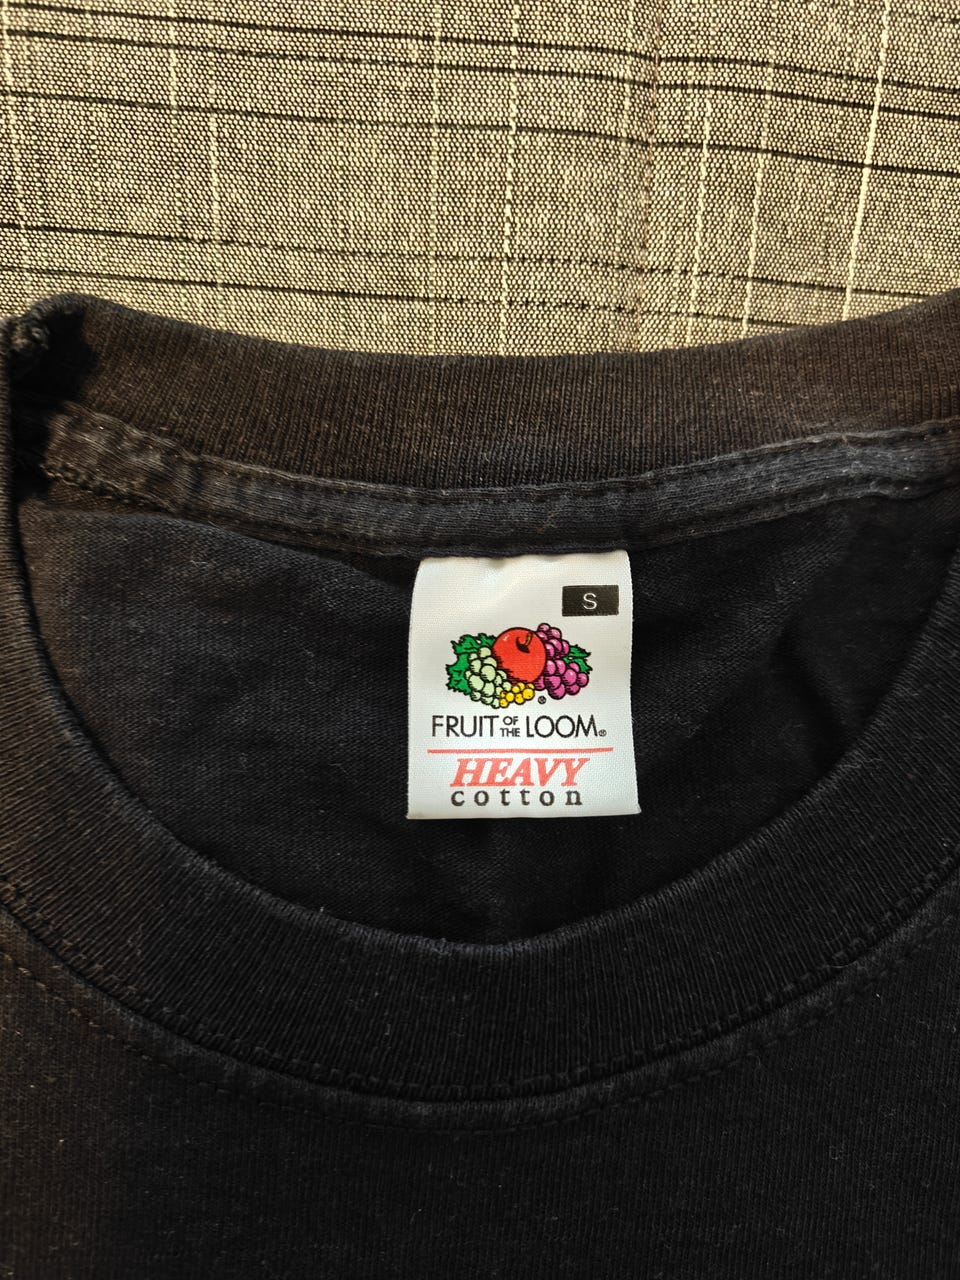 S
FRUIT OF THE LOOM®
HEAVY
cotton